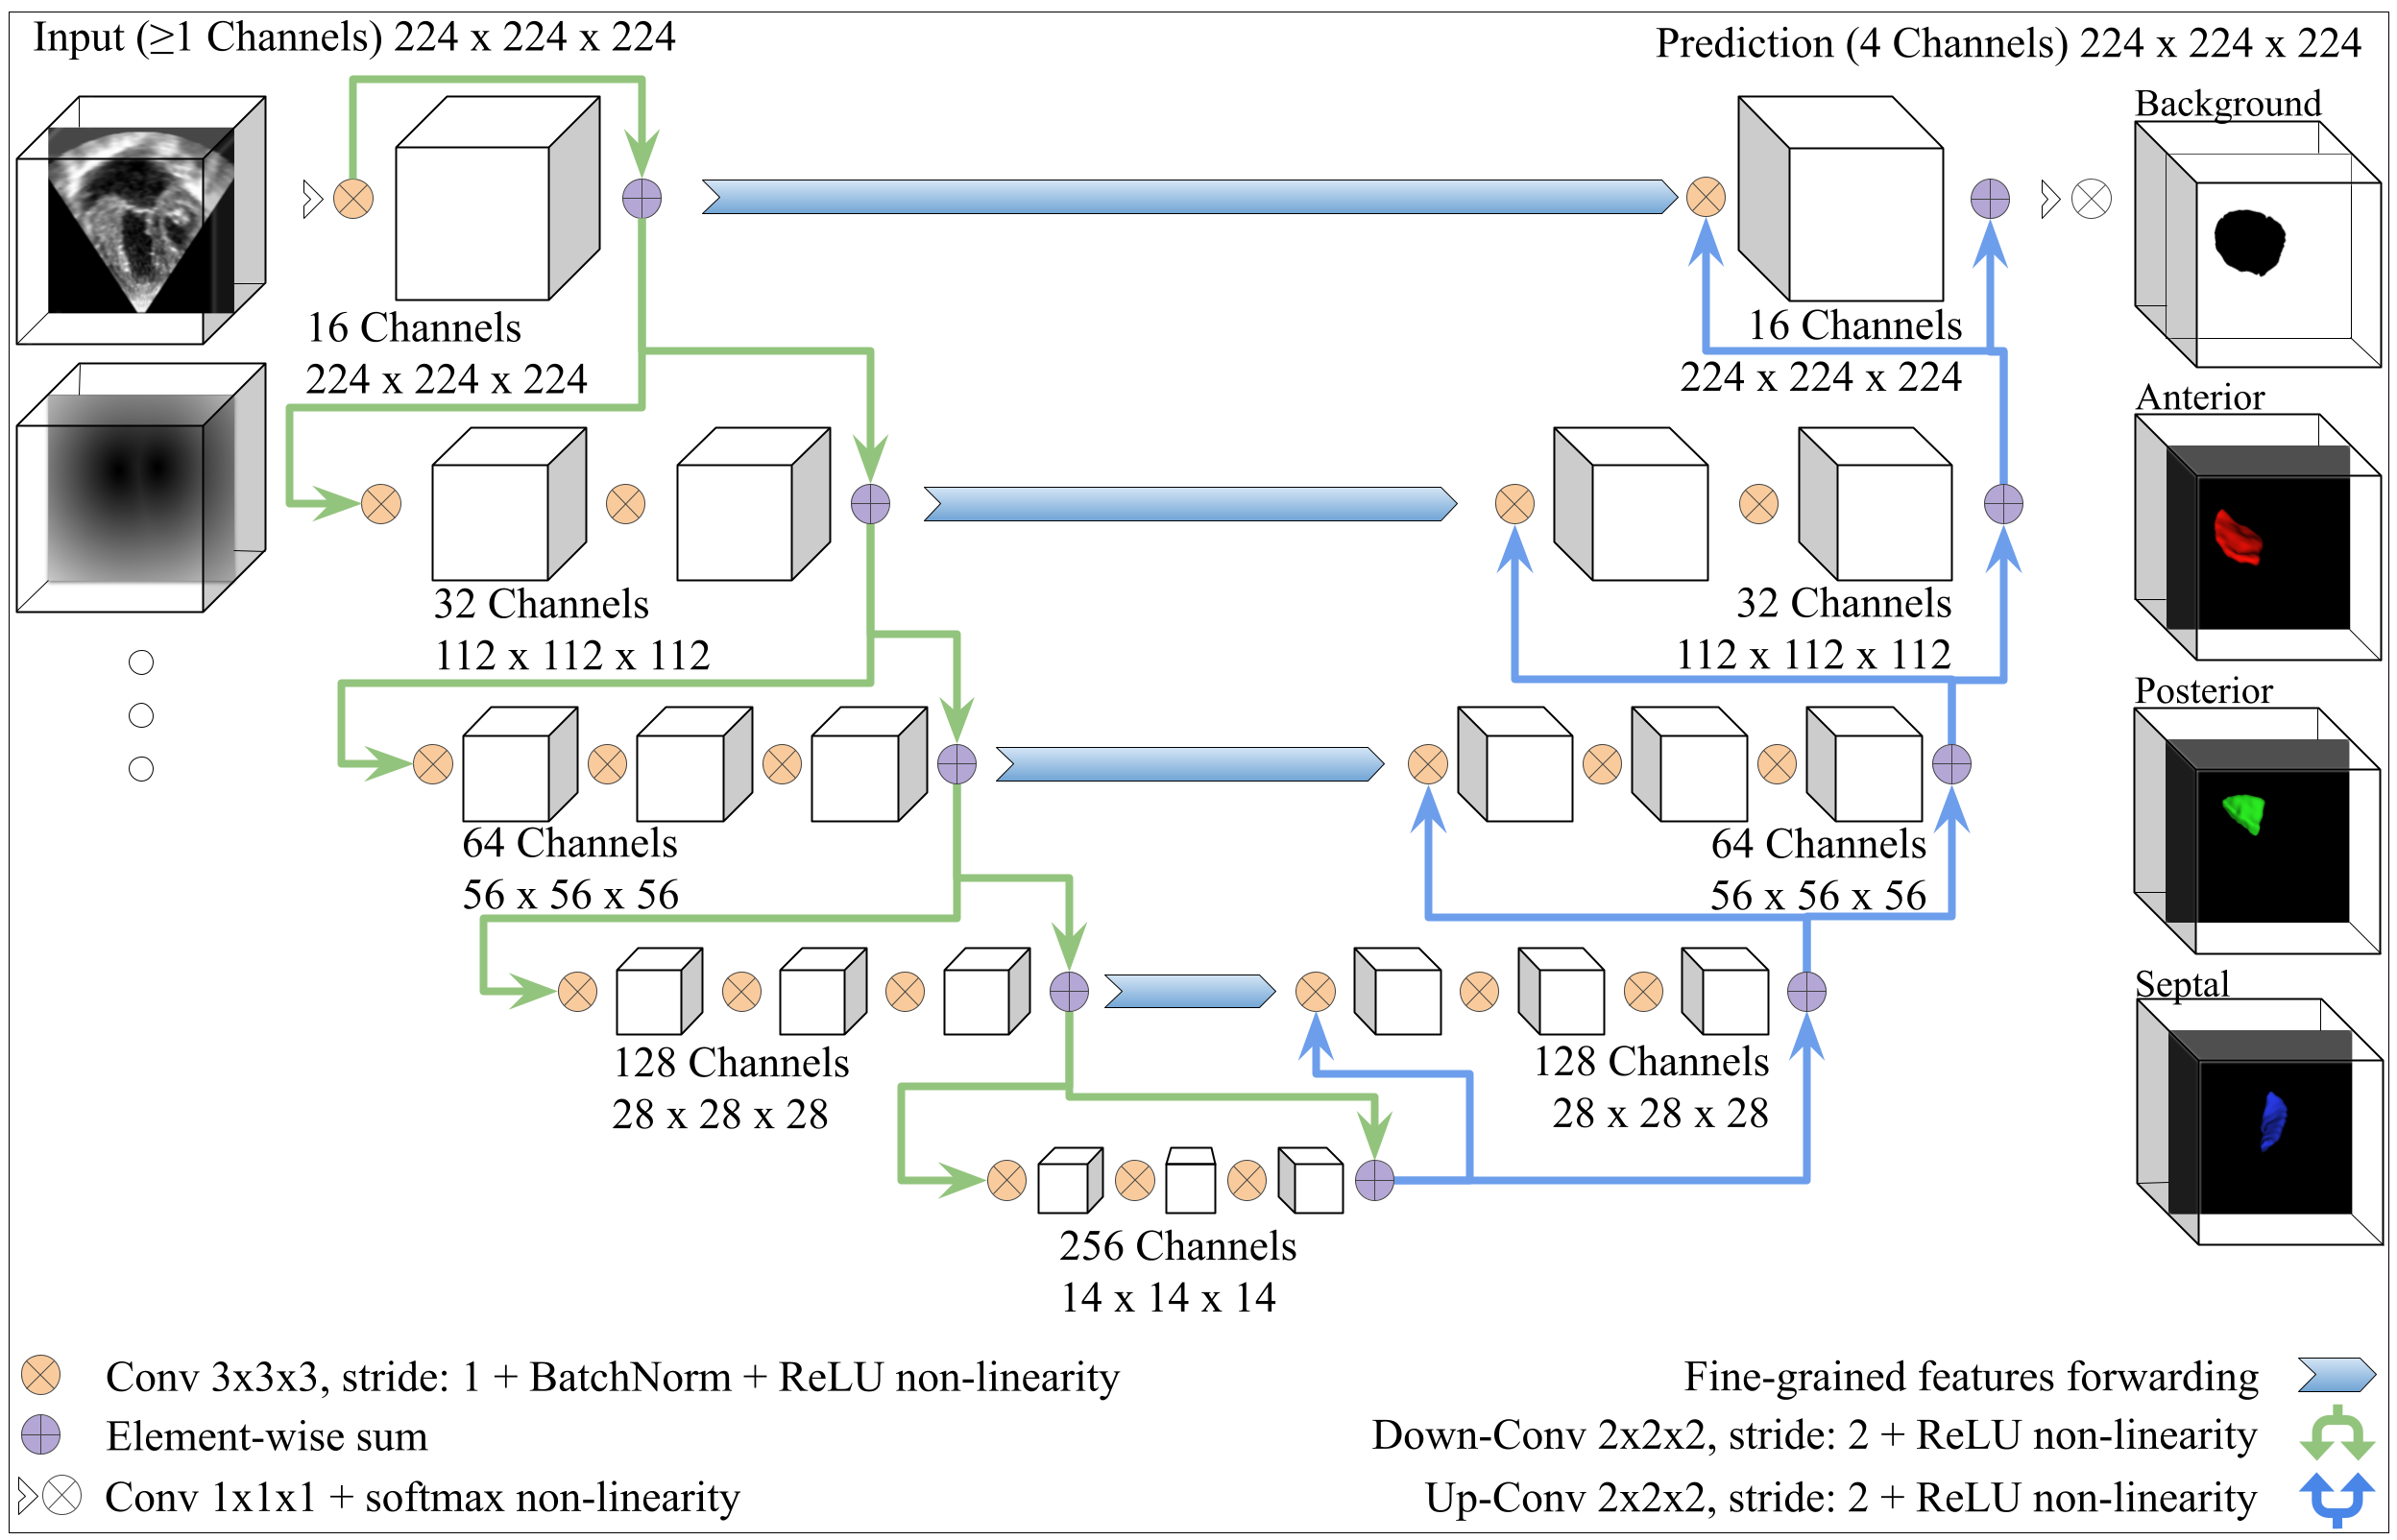 Input (≥1 Channels) 224 x 224 x 224
Prediction (4 Channels) 224 x 224 x 224
Background
16 Channels
224 x 224 x 224
16 Channels
224 x 224 x 224
Anterior
32 Channels
112 x 112 x 112
32 Channels
112 x 112 x 112
Posterior
64 Channels
56 x 56 x 56
64 Channels
56 x 56 x 56
Septal
128 Channels
28 x 28 x 28
128 Channels
28 x 28 x 28
256 Channels
14 x 14 x 14
Conv 3x3x3, stride: 1 + BatchNorm + ReLU non-linearity
Element-wise sum
Conv 1x1x1 + softmax non-linearity
Fine-grained features forwarding
Down-Conv 2x2x2, stride: 2 + ReLU non-linearity
Up-Conv 2x2x2, stride: 2 + ReLU non-linearity